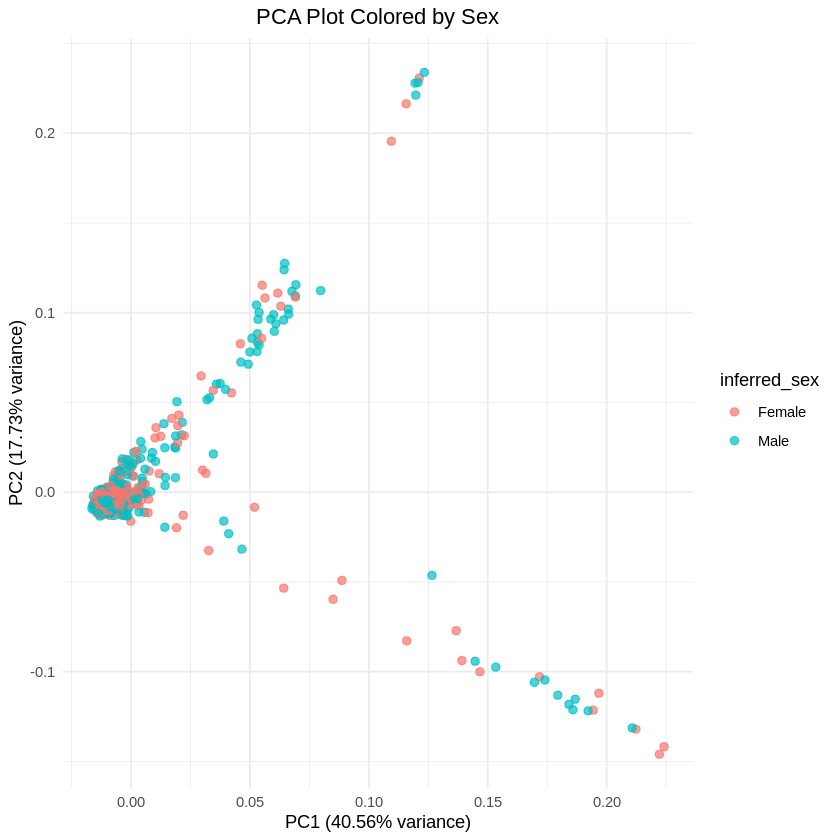 PCA Plot Colored by Sex
PC2 (17.73% variance)
0.2
0.1
0.0
-0.1
0.00
0.05
0.10
0.15
0.20
PC1 (40.56% variance)
inferred_sex
Female
Male